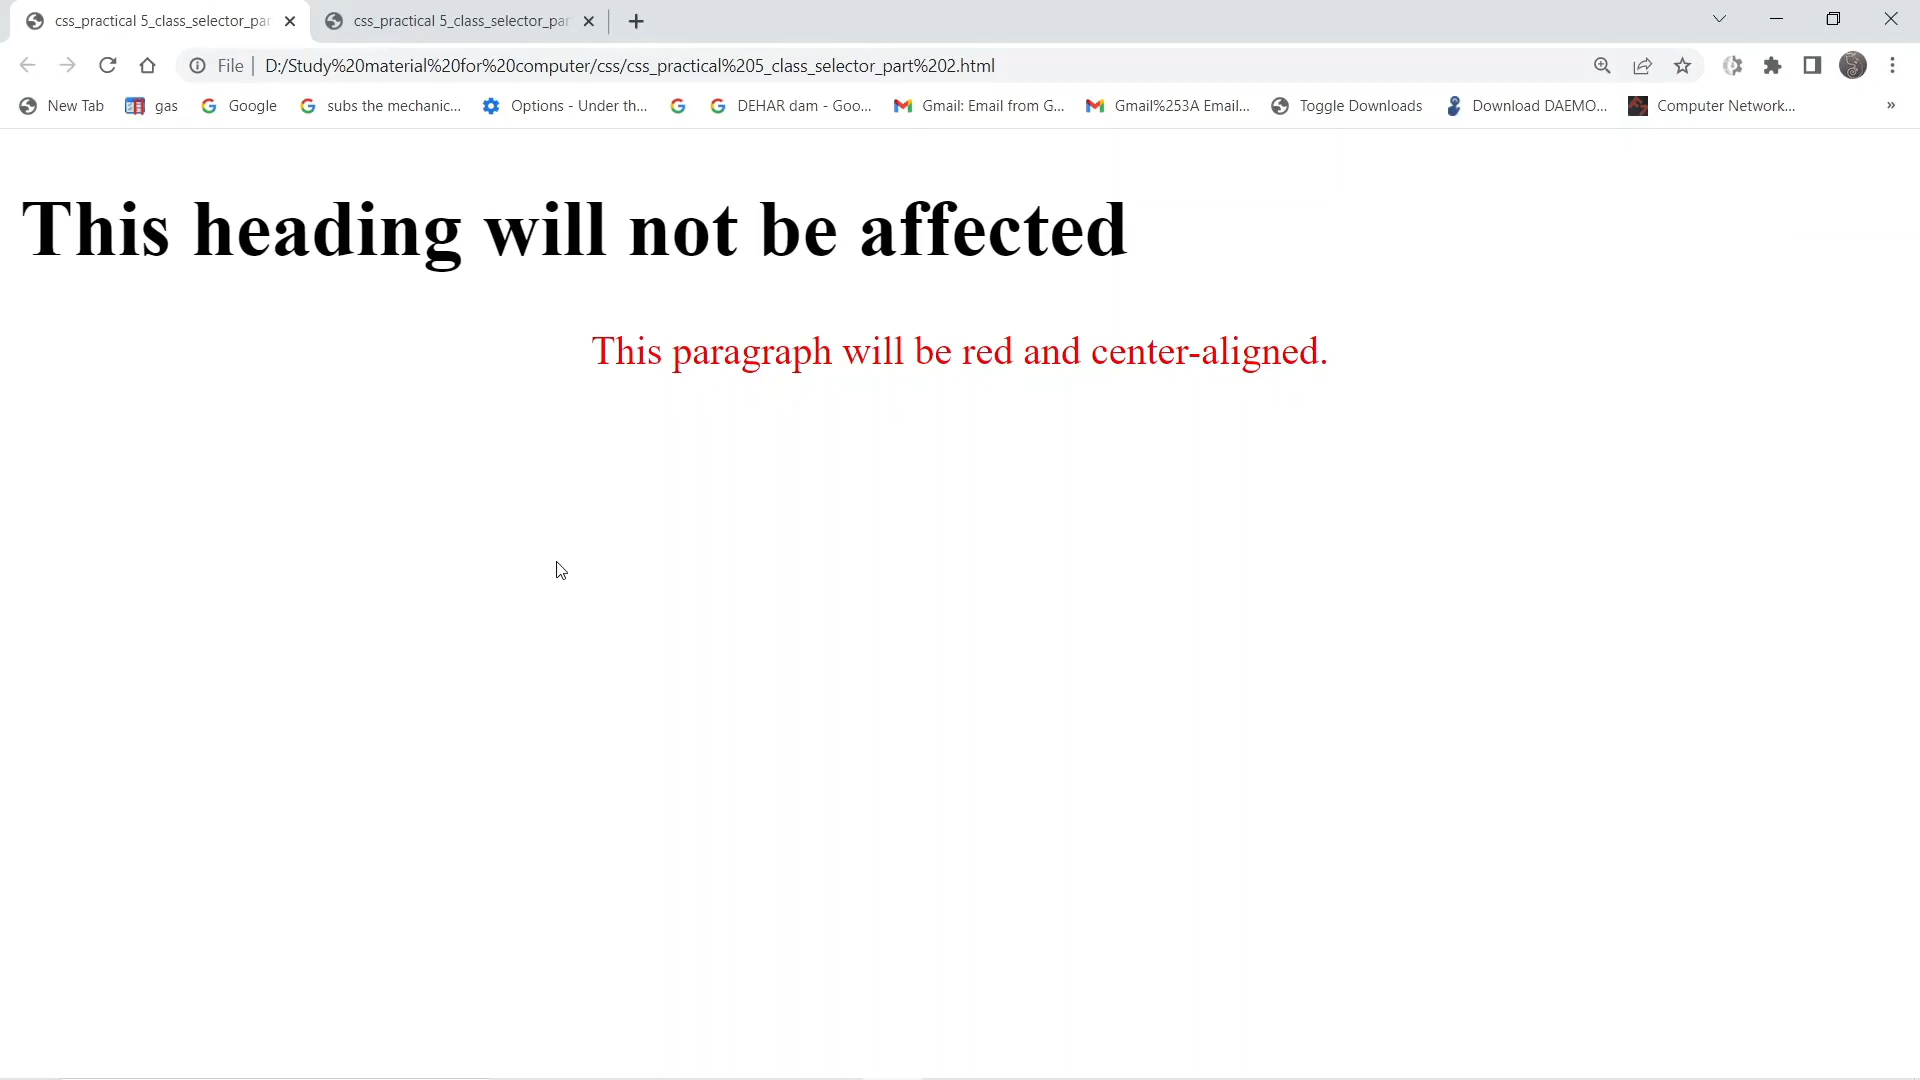 css_practical 5_class_selector_par
css_practical 5_class_selector_par
File
D:/Study%20material%20for%20computer/css/css_practical%205_class_selector_part%202.html
New Tab
gas
Google
subs the mechanic...
Options - Under th...
DEHAR dam - Goo...
Gmail: Email from G...
Gmail%253A Email...
Toggle Downloads
Download DAEMO...
Computer Network...
»
This heading will not be affected
This paragraph will be red and center-aligned.